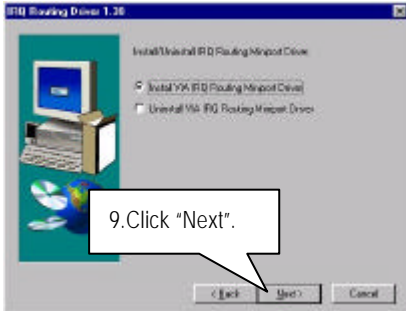 IRQ Routing Driver 1.30
Install/Uninstall IRQ Routing Miniport Driver.
Install VIA IRQ Routing Miniport Driver
Uninstall VIA IRQ Routing Miniport Driver
9.Click “Next”.
< Back Next > Cancel